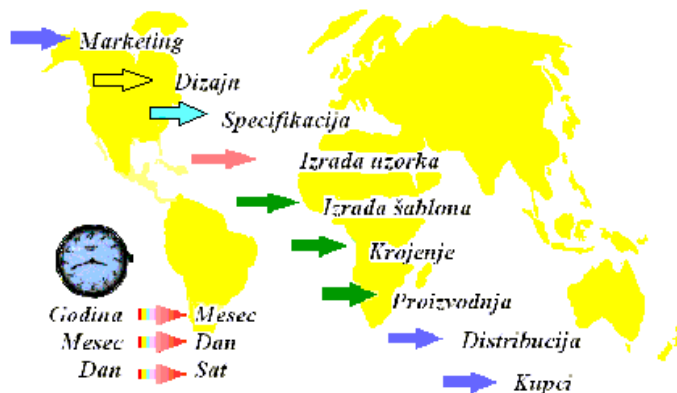 Marketing
Dizajn
Specifikacija
Izrada uzorka
Izrada šablona
Krojenje
Proizvodnja
Godina Mesec
Mesec Dan
Dan Sat
Distribucija
Kupci